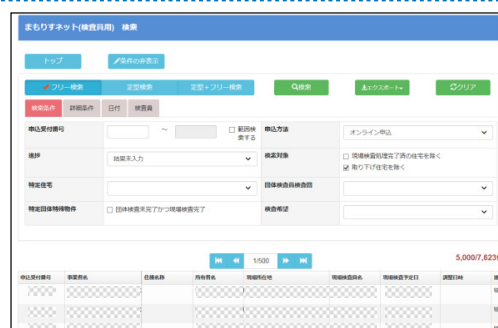 まもりすネット(検査員用) 検索
トップ 条件の非表示
フリー検索 定型検索 定型+フリー検索 検索 エクスポート クリア
検索条件 詳細条件 日付 検査員
申込受付番号 ~ 範囲検索する 申込方法 オンライン申込
進捗 結果未入力 検索対象 現場検査処理完了済の住宅を除く
取り下げ住宅を除く
特定住宅 団体検査員検査回
特定団体特殊物件 団体検査未完了かつ現場検査完了 検査希望
1/500 5,000/7,623
申込受付番号 事業者名 住棟名称 所有者名 現場所在地 現場検査員名 現場検査予定日 調整日時